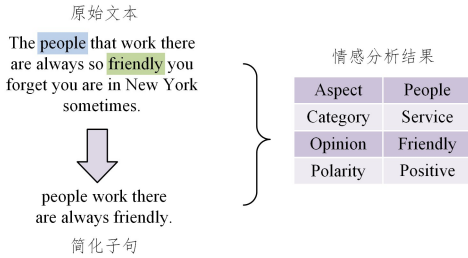 原始文本
The people that work there
are always so friendly you
forget you are in New York
sometimes.
people work there
are always friendly.
简化子句
情感分析结果
Aspect People
Category Service
Opinion Friendly
Polarity Positive